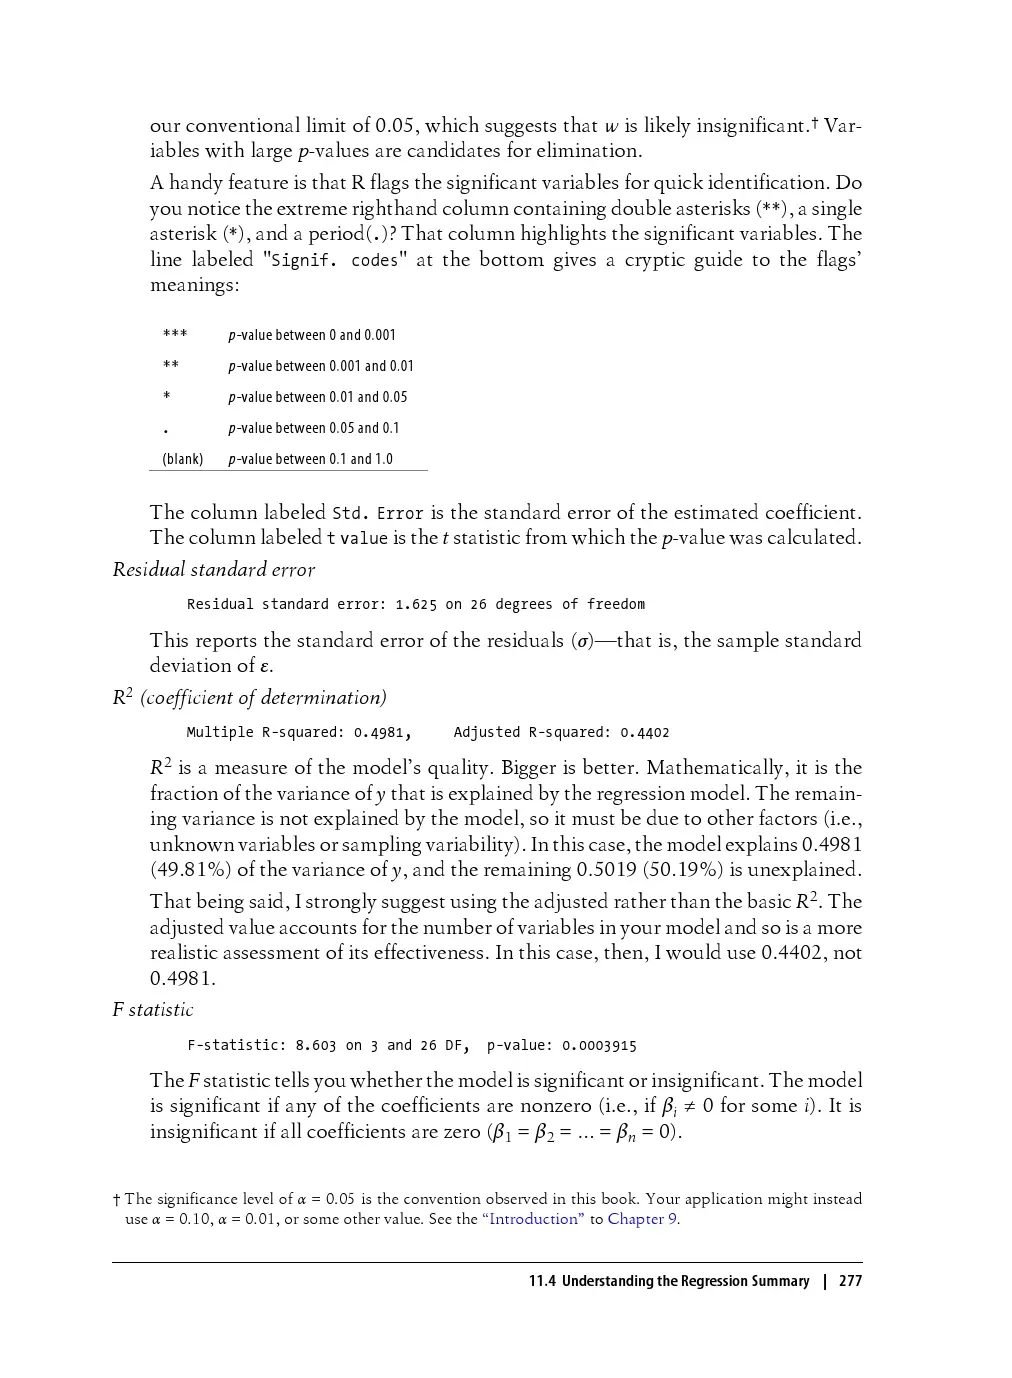 our conventional limit of 0.05, which suggests that w is likely insignificant.† Var-
iables with large p-values are candidates for elimination.
A handy feature is that R flags the significant variables for quick identification. Do
you notice the extreme righthand column containing double asterisks (**), a single
asterisk (*), and a period(.)? That column highlights the significant variables. The
line labeled "Signif. codes" at the bottom gives a cryptic guide to the flags’
meanings:
*** p-value between 0 and 0.001
** p-value between 0.001 and 0.01
* p-value between 0.01 and 0.05
. p-value between 0.05 and 0.1
(blank) p-value between 0.1 and 1.0
The column labeled Std. Error is the standard error of the estimated coefficient.
The column labeled t value is the t statistic from which the p-value was calculated.
Residual standard error
Residual standard error: 1.625 on 26 degrees of freedom
This reports the standard error of the residuals (σ)—that is, the sample standard
deviation of ε.
R² (coefficient of determination)
Multiple R-squared: 0.4981, Adjusted R-squared: 0.4402
R² is a measure of the model’s quality. Bigger is better. Mathematically, it is the
fraction of the variance of y that is explained by the regression model. The remain-
ing variance is not explained by the model, so it must be due to other factors (i.e.,
unknown variables or sampling variability). In this case, the model explains 0.4981
(49.81%) of the variance of y, and the remaining 0.5019 (50.19%) is unexplained.
That being said, I strongly suggest using the adjusted rather than the basic R². The
adjusted value accounts for the number of variables in your model and so is a more
realistic assessment of its effectiveness. In this case, then, I would use 0.4402, not
0.4981.
F statistic
F-statistic: 8.603 on 3 and 26 DF, p-value: 0.0003915
The F statistic tells you whether the model is significant or insignificant. The model
is significant if any of the coefficients are nonzero (i.e., if βᵢ ≠ 0 for some i). It is
insignificant if all coefficients are zero (β₁ = β₂ = ... = βₙ = 0).
† The significance level of α = 0.05 is the convention observed in this book. Your application might instead
use α = 0.10, α = 0.01, or some other value. See the “Introduction” to Chapter 9.
11.4 Understanding the Regression Summary | 277